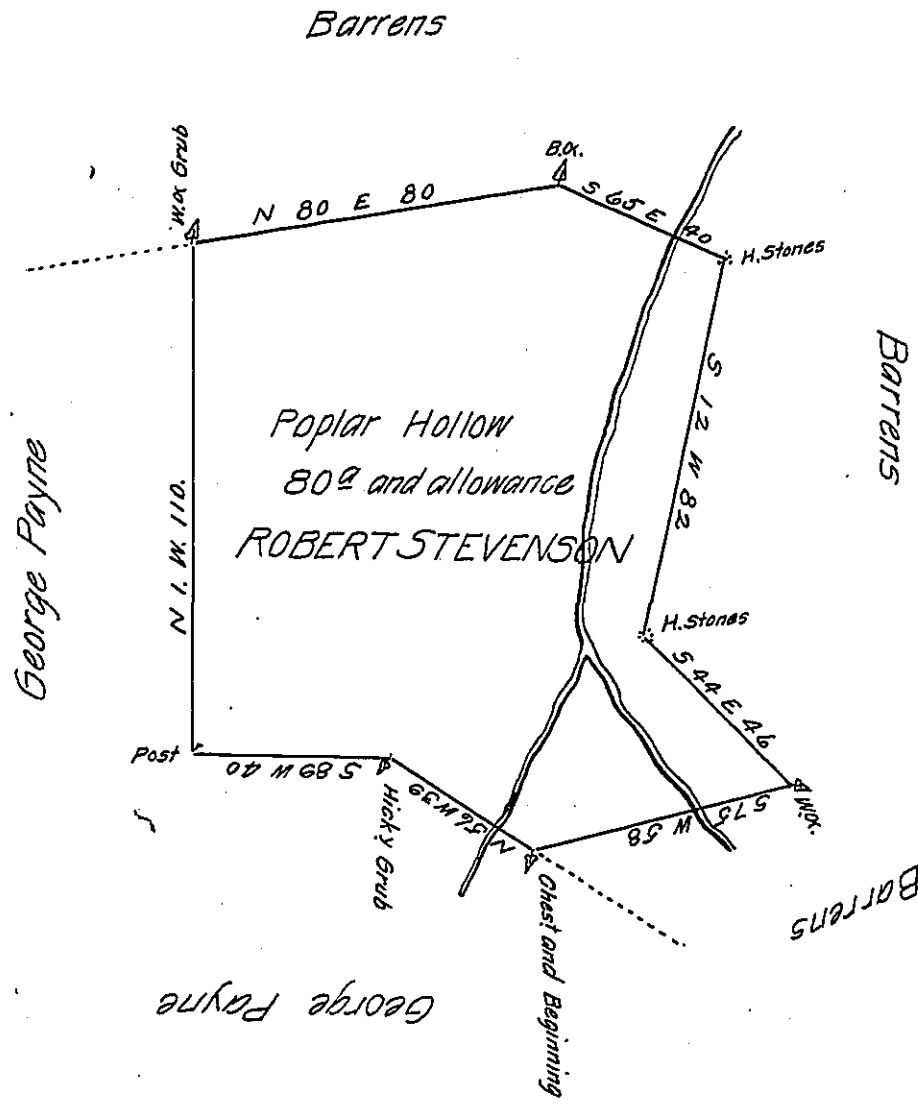 Barrens
W.α Grub
N 80 E 80
B.α.
S 65 E 40
H. Stones
S 12 W 82
Barrens
George Payne
N 1. W. 110.
Poplar Hollow
80a and allowance
ROBERT STEVENSON
H. Stones
S 44 E 46
Post
S 89 W 40
Hicky Grub
N 56 W 39
Chest and Beginning
S 75 W 58
W.α.
Barrens
George Payne